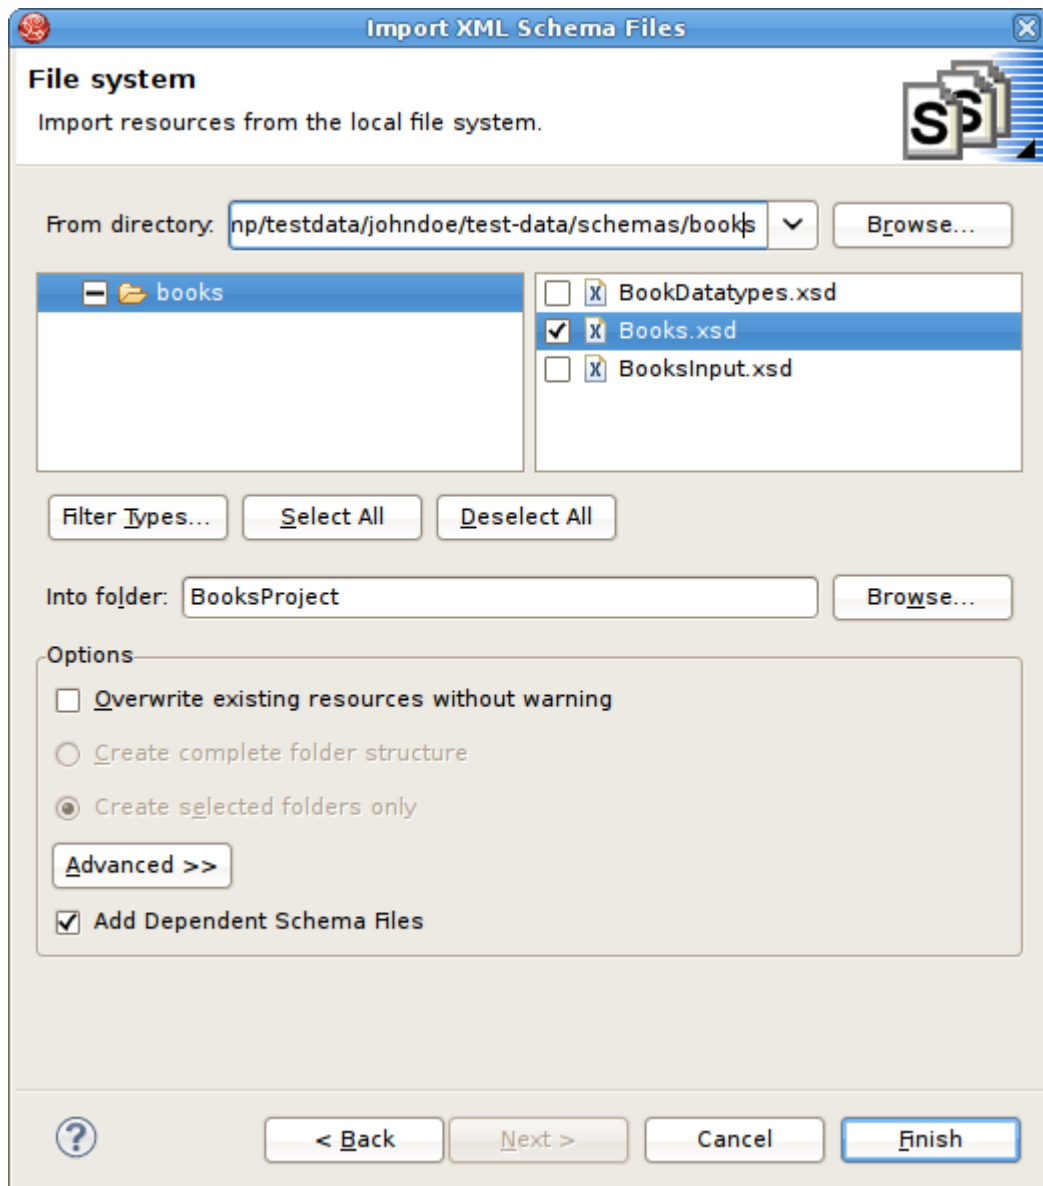 Import XML Schema Files
File system
Import resources from the local file system.
From directory: np/testdata/johndoe/test-data/schemas/books Browse...
books
BookDatatypes.xsd
Books.xsd
BooksInput.xsd
Filter Types... Select All Deselect All
Into folder: BooksProject Browse...
Options
Overwrite existing resources without warning
Create complete folder structure
Create selected folders only
Advanced >>
Add Dependent Schema Files
? < Back Next > Cancel Finish